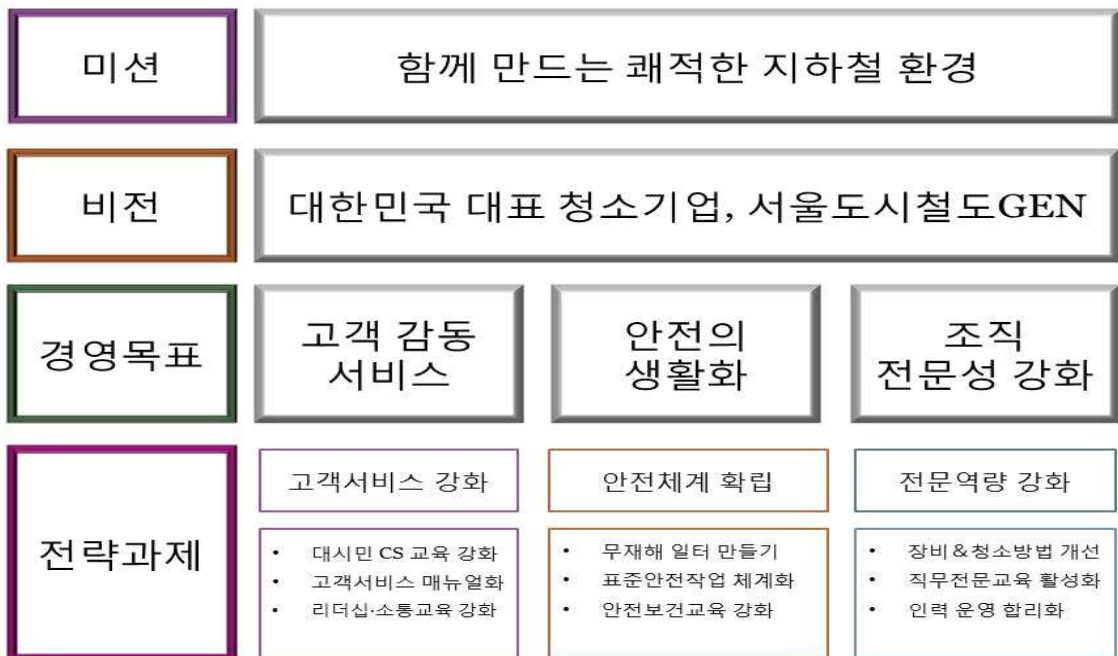 미션
함께 만드는 쾌적한 지하철 환경
비전
대한민국 대표 청소기업, 서울도시철도GEN
경영목표
고객 감동
서비스
안전의
생활화
조직
전문성 강화
전략과제
고객서비스 강화
• 대시민 CS 교육 강화
• 고객서비스 매뉴얼화
• 리더십·소통교육 강화
안전체계 확립
• 무재해 일터 만들기
• 표준안전작업 체계화
• 안전보건교육 강화
전문역량 강화
• 장비&청소방법 개선
• 직무전문교육 활성화
• 인력 운영 합리화